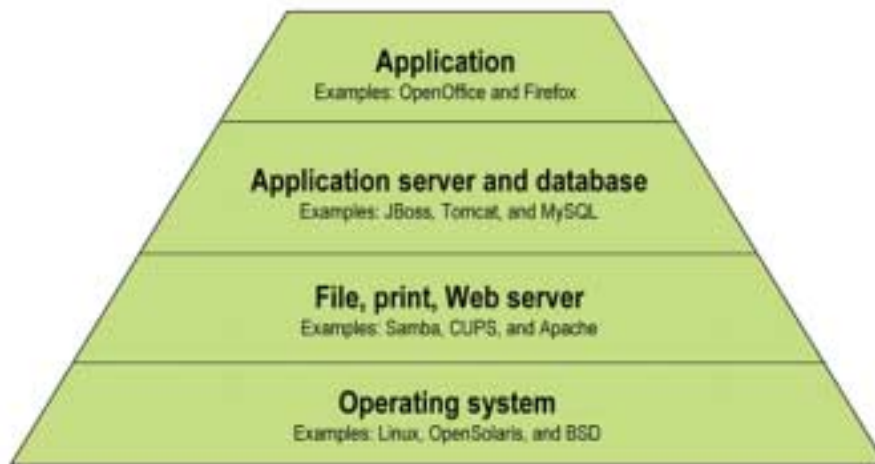 Application
Examples: OpenOffice and Firefox
Application server and database
Examples: JBoss, Tomcat, and MySQL
File, print, Web server
Examples: Samba, CUPS, and Apache
Operating system
Examples: Linux, OpenSolaris, and BSD